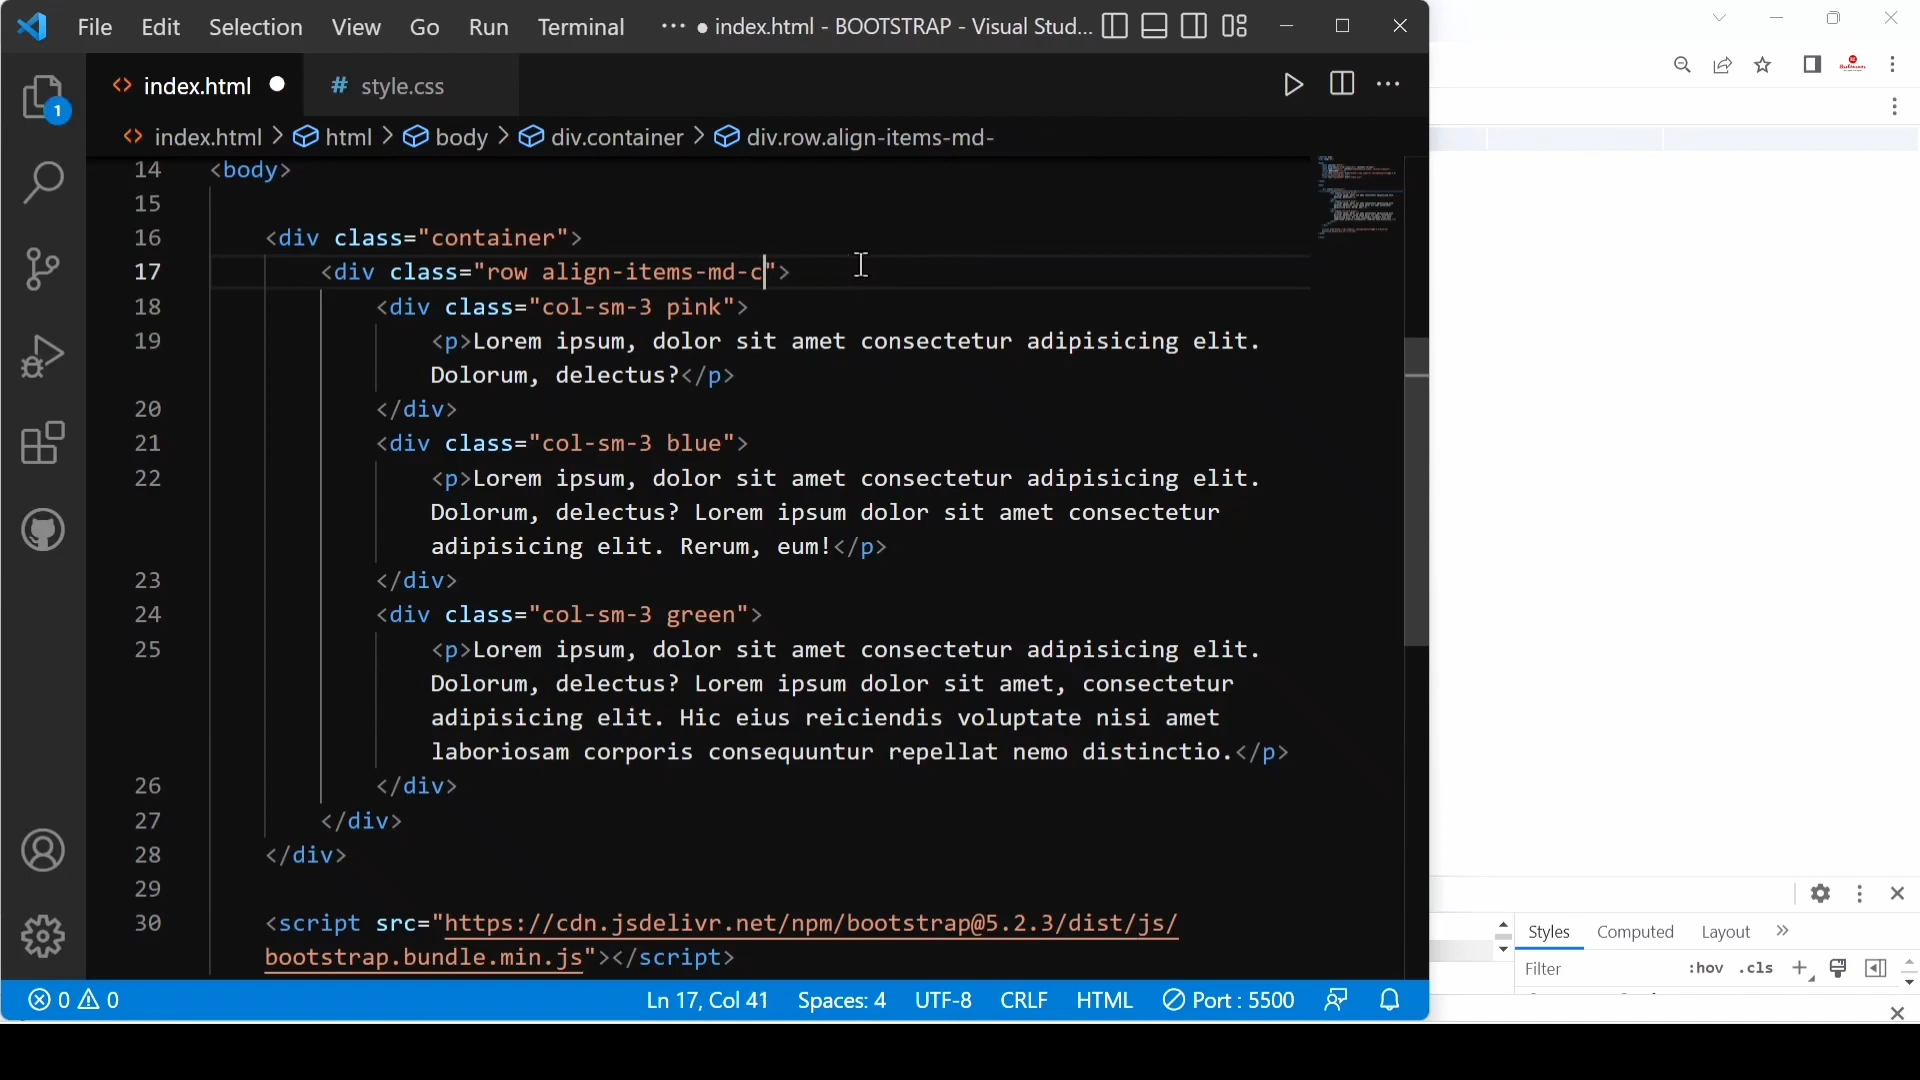 File Edit Selection View Go Run Terminal ··· ● index.html - BOOTSTRAP - Visual Stud...
index.html ● # style.css
index.html > html > body > div.container > div.row.align-items-md-
1
14 <body>
15
16 <div class="container">
17 <div class="row align-items-md-c">
18 <div class="col-sm-3 pink">
19 <p>Lorem ipsum, dolor sit amet consectetur adipisicing elit.
Dolorum, delectus?</p>
20 </div>
21 <div class="col-sm-3 blue">
22 <p>Lorem ipsum, dolor sit amet consectetur adipisicing elit.
Dolorum, delectus? Lorem ipsum dolor sit amet consectetur
adipisicing elit. Rerum, eum!</p>
23 </div>
24 <div class="col-sm-3 green">
25 <p>Lorem ipsum, dolor sit amet consectetur adipisicing elit.
Dolorum, delectus? Lorem ipsum dolor sit amet, consectetur
adipisicing elit. Hic eius reiciendis voluptate nisi amet
laboriosam corporis consequuntur repellat nemo distinctio.</p>
26 </div>
27 </div>
28 </div>
29
30 <script src="https://cdn.jsdelivr.net/npm/bootstrap@5.2.3/dist/js/
bootstrap.bundle.min.js"></script>
0 0 Ln 17, Col 41 Spaces: 4 UTF-8 CRLF HTML Port : 5500
Styles Computed Layout »
Filter :hov .cls +